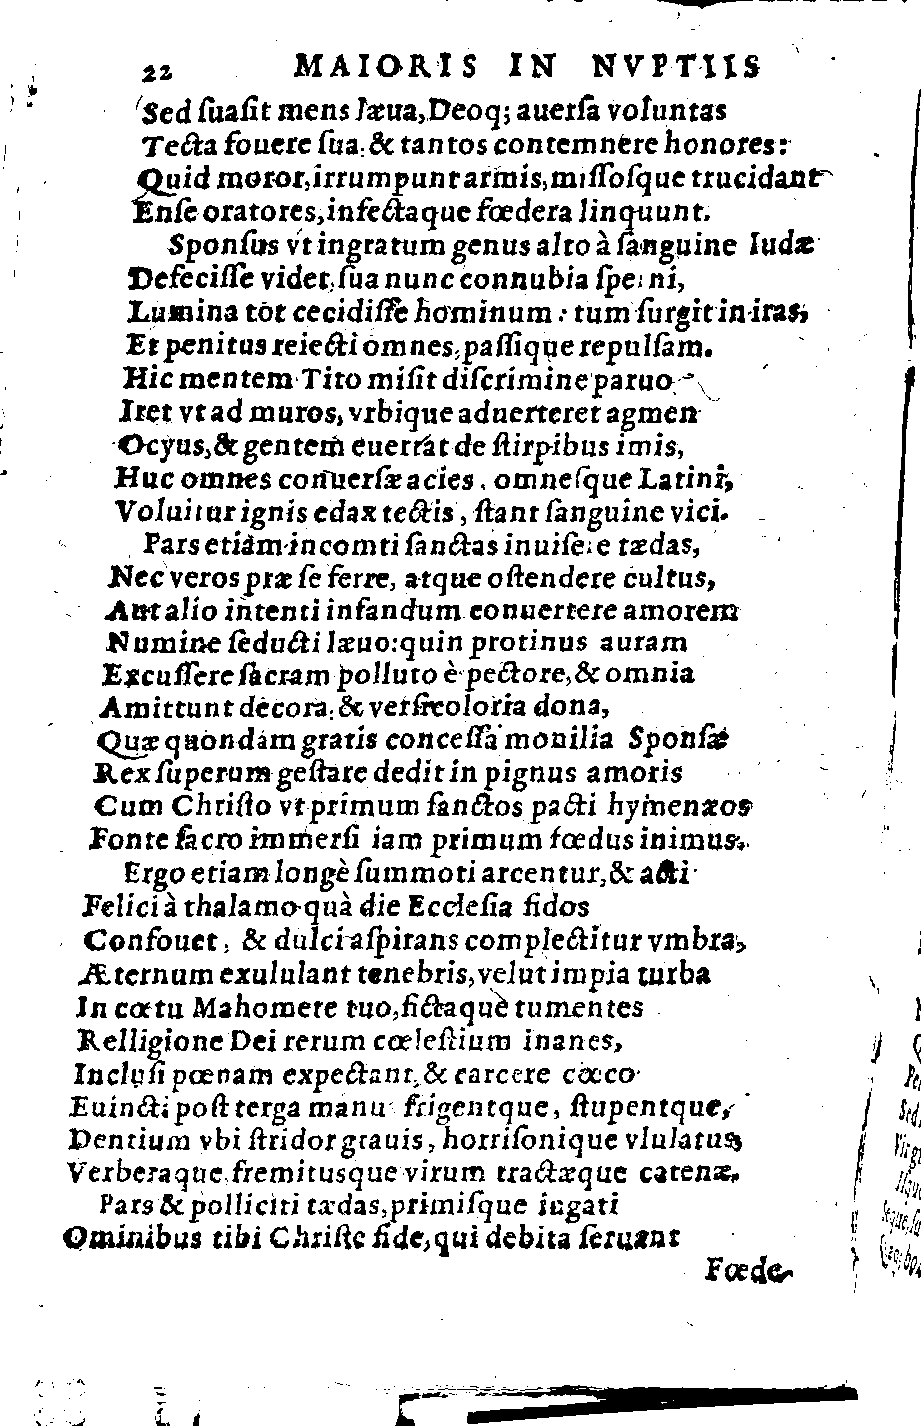 22 MAIORIS IN NVPTIIS
Sed ſuaſit mens læua, Deoq; auerſa voluntas
Tecta fouere ſua: & tantos contemnere honores:
Quid moror, irrumpunt armis, miſſoſque trucidant
Enſe oratores, infectaque fœdera linquunt.
Sponſus vt ingratum genus alto à ſanguine Iudæ
Defeciſſe videt, ſua nunc connubia ſperni,
Lumina tot cecidiſſe hominum: tum ſurgit in iras,
Et penitus reiecti omnes, paſſique repulſam.
Hic mentem Tito miſit diſcrimine paruo
Iret vt ad muros, vrbique aduerteret agmen
Ocyus, & gentem euerrat de ſtirpibus imis,
Huc omnes conuerſæ acies, omneſque Latini,
Voluitur ignis edax tectis, ſtant ſanguine vici.
Pars etiam incomti ſanctas inuiſere tædas,
Nec veros præ ſe ferre, atque oſtendere cultus,
Aut alio intenti infandum conuertere amorem
Numine ſeducti læuo: quin protinus auram
Excuſſere ſacram polluto è pectore, & omnia
Amittunt decora: & verſicoloria dona,
Quæ quondam gratis conceſſa monilia Sponſæ
Rex ſuperum geſtare dedit in pignus amoris
Cum Chriſto vt primum ſanctos pacti hymenæos
Fonte ſacro immerſi iam primum fœdus inimus.
Ergo etiam longè ſummoti arcentur, & acti
Felici à thalamo quà die Eccleſia fidos
Confouet, & dulci aſpirans complectitur vmbra,
Æternum exululant tenebris, velut impia turba
In cœtu Mahomete tuo, fictaquè tumentes
Relligione Dei rerum cœleſtium inanes,
Incluſi pœnam expectant, & carcere cæco
Euincti poſt terga manu frigentque, ſtupentque,
Dentium vbi ſtridor grauis, horriſonique vlulatus,
Verberaque, fremitusque virum tractæque catenæ.
Pars & polliciti tædas, primiſque iugati
Ominibus tibi Chriſte fide, qui debita ſeruant
Fœde